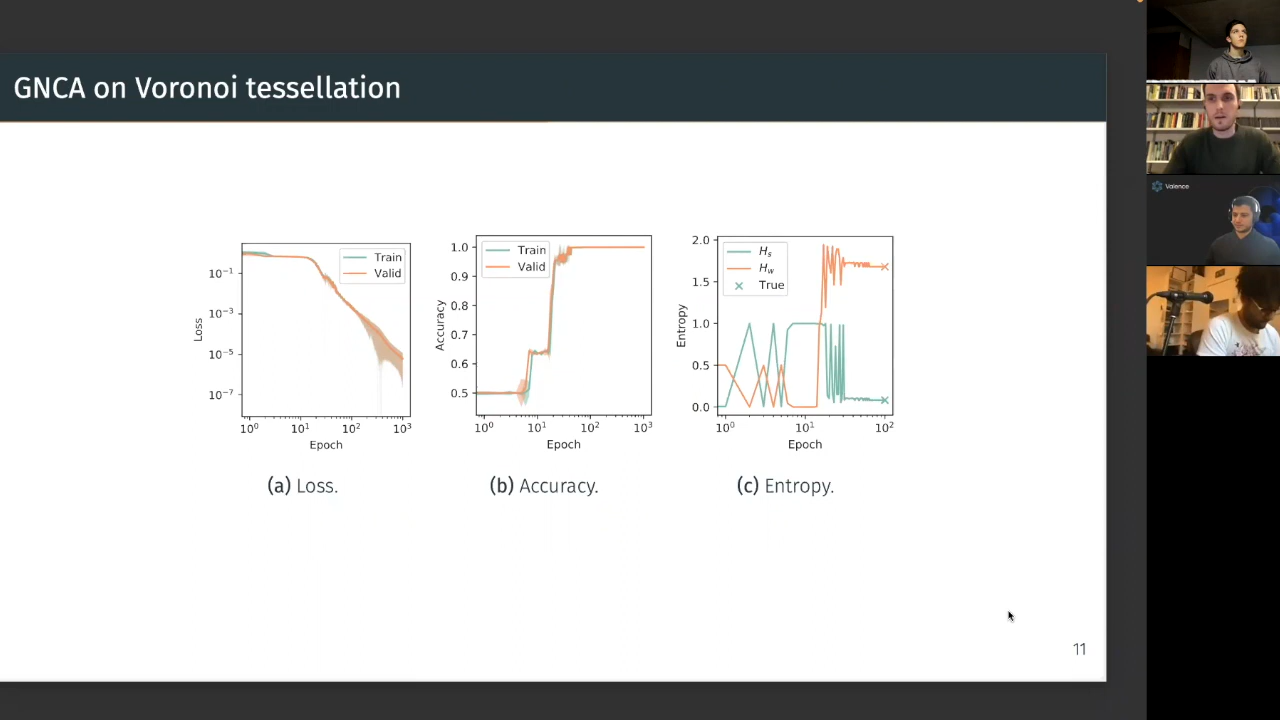 GNCA on Voronoi tessellation
Valence
Train
Valid
10⁻¹
10⁻³
10⁻⁵
10⁻⁷
Loss
10⁰
10¹
10²
10³
Epoch
(a) Loss.
Train
Valid
1.0
0.9
0.8
0.7
0.6
0.5
Accuracy
10⁰
10¹
10²
10³
Epoch
(b) Accuracy.
Hₛ
H_w
True
2.0
1.5
1.0
0.5
0.0
Entropy
10⁰
10¹
10²
Epoch
(c) Entropy.
11